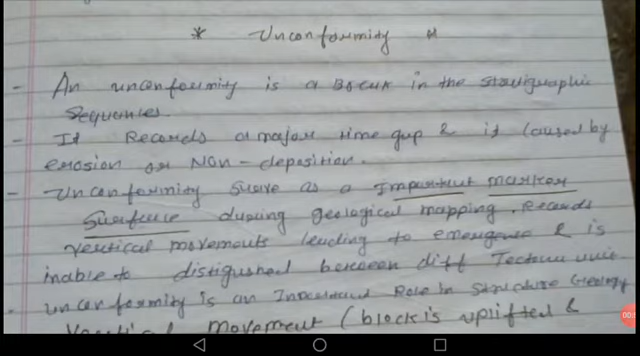 * Unconformity *
- An unconformity is a Break in the Stratigraphic
Sequences.
- It Records a major time gap & it caused by
erosion or Non-deposition.
- Unconformity Surve as a Important marker
Surface during geological mapping. Records
vertical movements leading to emergence & is
inable to distigushed between diff Tectonic unit.
- unconformity is an Important Role in Structure Geology
Vertical movement (block is uplifted &
00: